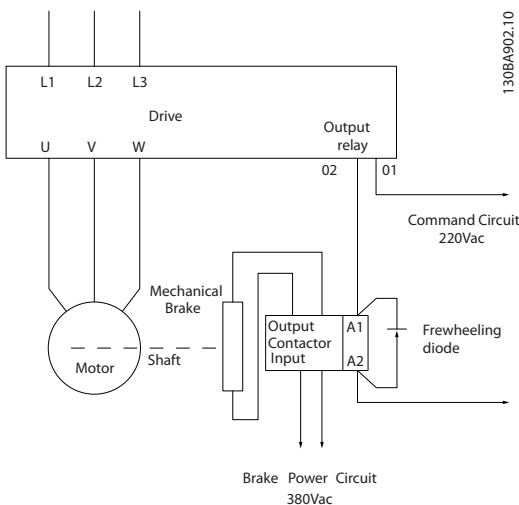 130BA902.10
L1 L2 L3
Drive
Output
relay
U V W
02 01
Command Circuit
220Vac
Mechanical
Brake
Output
Contactor
Input
A1
A2
Frewheeling
diode
Motor
Shaft
Brake Power Circuit
380Vac